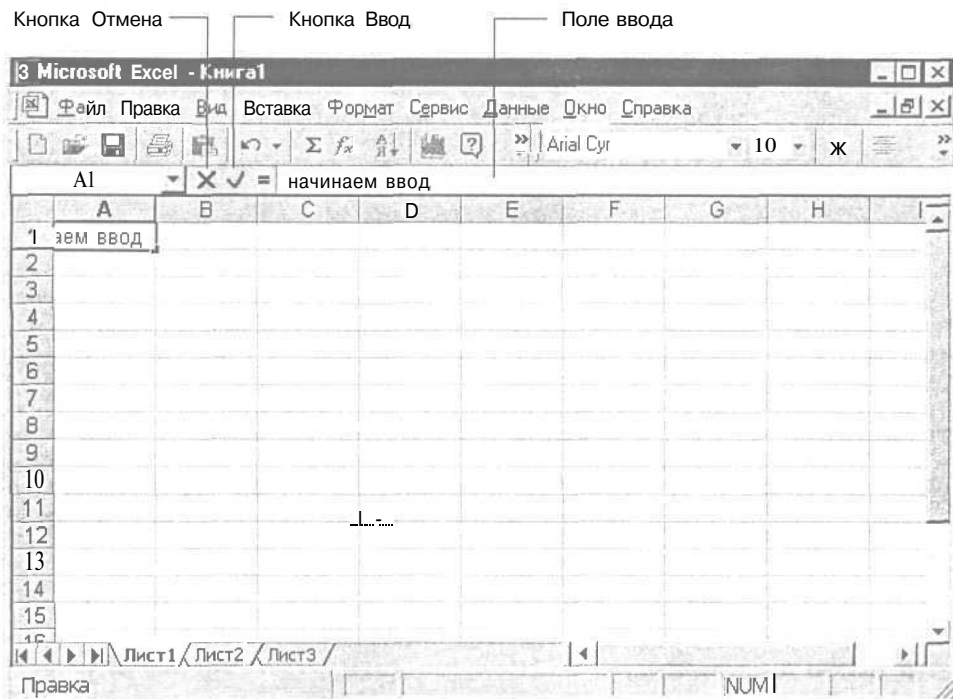 Кнопка Отмена Кнопка Ввод Поле ввода
3 Microsoft Excel - Книга1
Файл Правка Вид Вставка Формат Сервис Данные Окно Справка
Arial Cyr 10 Ж
A1 = начинаем ввод
A B C D E F G H I
1 аем ввод
2
3
4
5
6
7
8
9
10
11
12
13
14
15
16
Лист1 Лист2 Лист3
Правка NUM